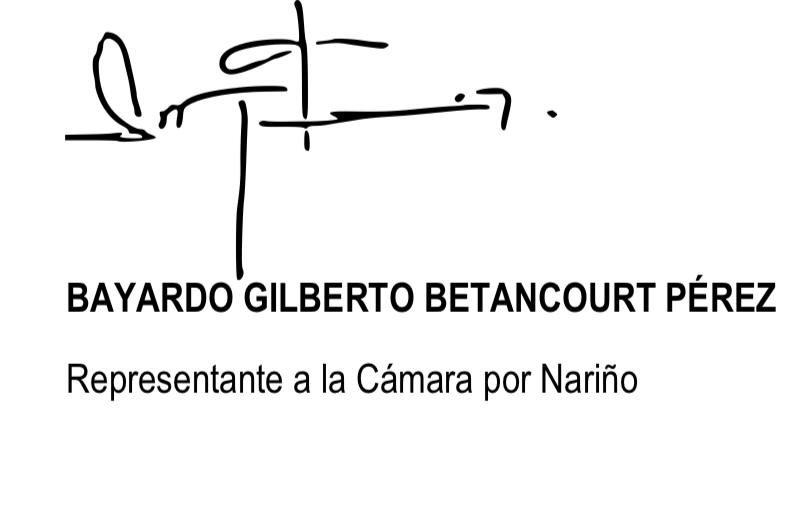 BAYARDO GILBERTO BETANCOURT PÉREZ
Representante a la Cámara por Nariño